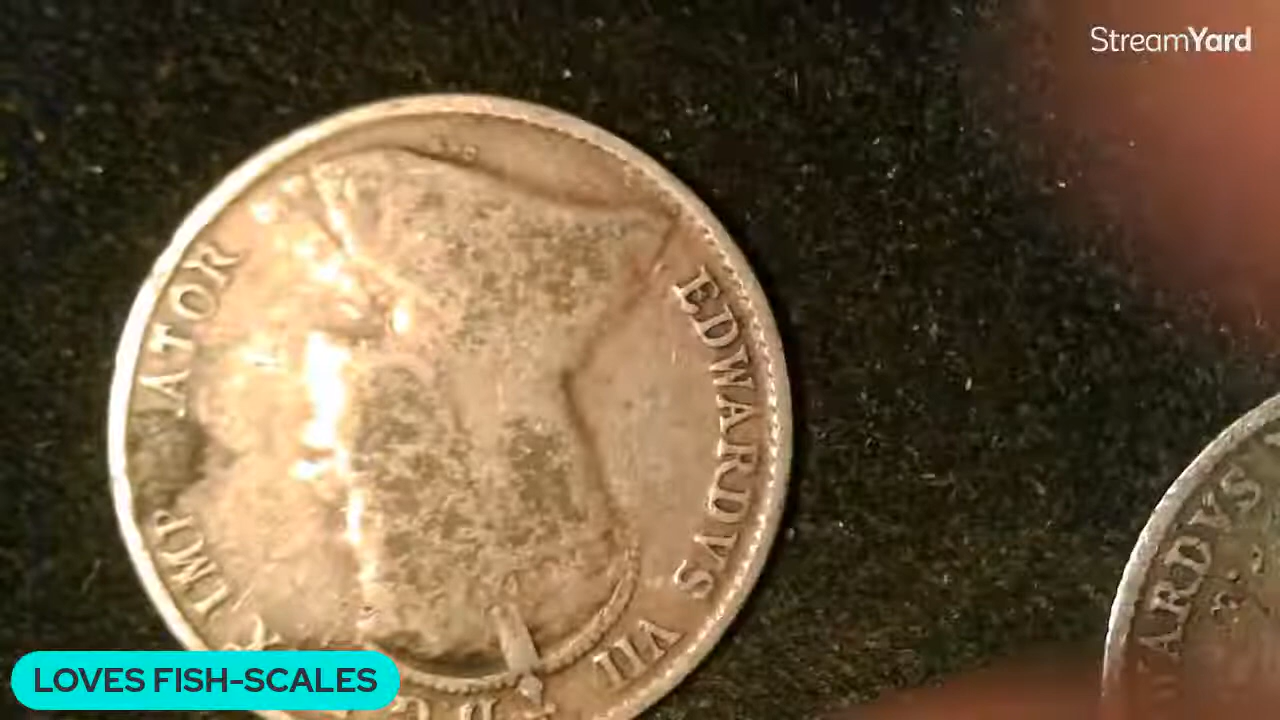 StreamYard
EDWARDVS
VII
D
X IMP
ATOR
ARDVS
LOVES FISH-SCALES